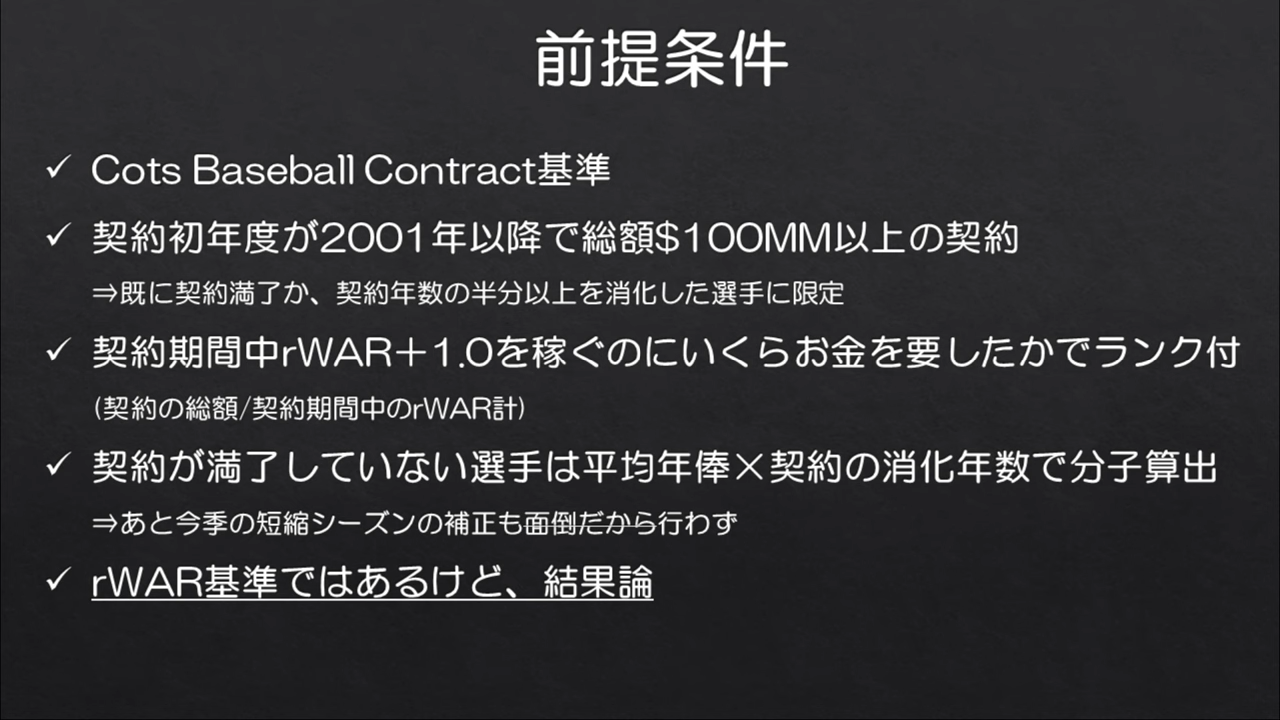 前提条件
✓ Cots Baseball Contract基準
✓ 契約初年度が2001年以降で総額$100MM以上の契約
⇒既に契約満了か、契約年数の半分以上を消化した選手に限定
✓ 契約期間中rWAR＋1.0を稼ぐのにいくらお金を要したかでランク付
(契約の総額/契約期間中のrWAR計)
✓ 契約が満了していない選手は平均年俸×契約の消化年数で分子算出
⇒あと今季の短縮シーズンの補正も面倒だから行わず
✓ rWAR基準ではあるけど、結果論